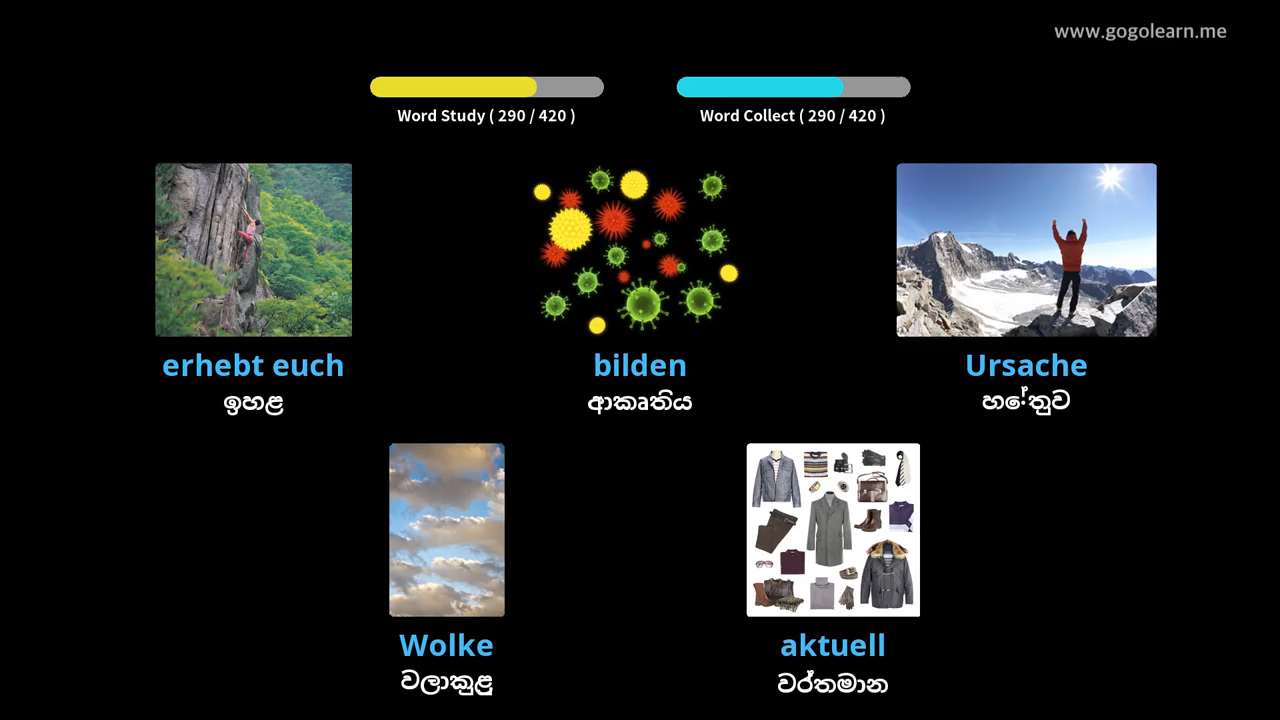 www.gogolearn.me
Word Study ( 290 / 420 )
Word Collect ( 290 / 420 )
erhebt euch
ඉහළ
bilden
ආකෘතිය
Ursache
හේතුව
Wolke
වලාකුළු
aktuell
වර්තමාන